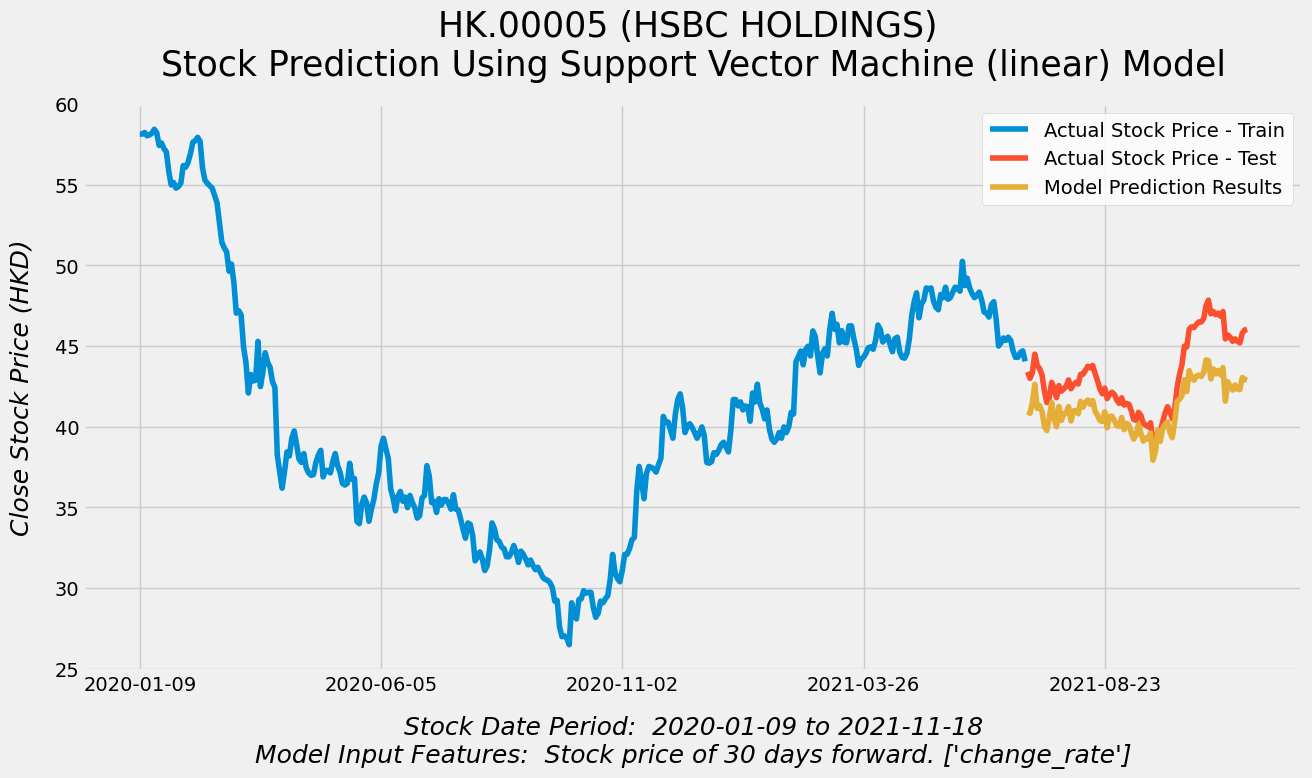 HK.00005 (HSBC HOLDINGS)
Stock Prediction Using Support Vector Machine (linear) Model
Close Stock Price (HKD)
60
55
50
45
40
35
30
25
Actual Stock Price - Train
Actual Stock Price - Test
Model Prediction Results
2020-01-09 2020-06-05 2020-11-02 2021-03-26 2021-08-23
Stock Date Period:  2020-01-09 to 2021-11-18
Model Input Features:  Stock price of 30 days forward. ['change_rate']